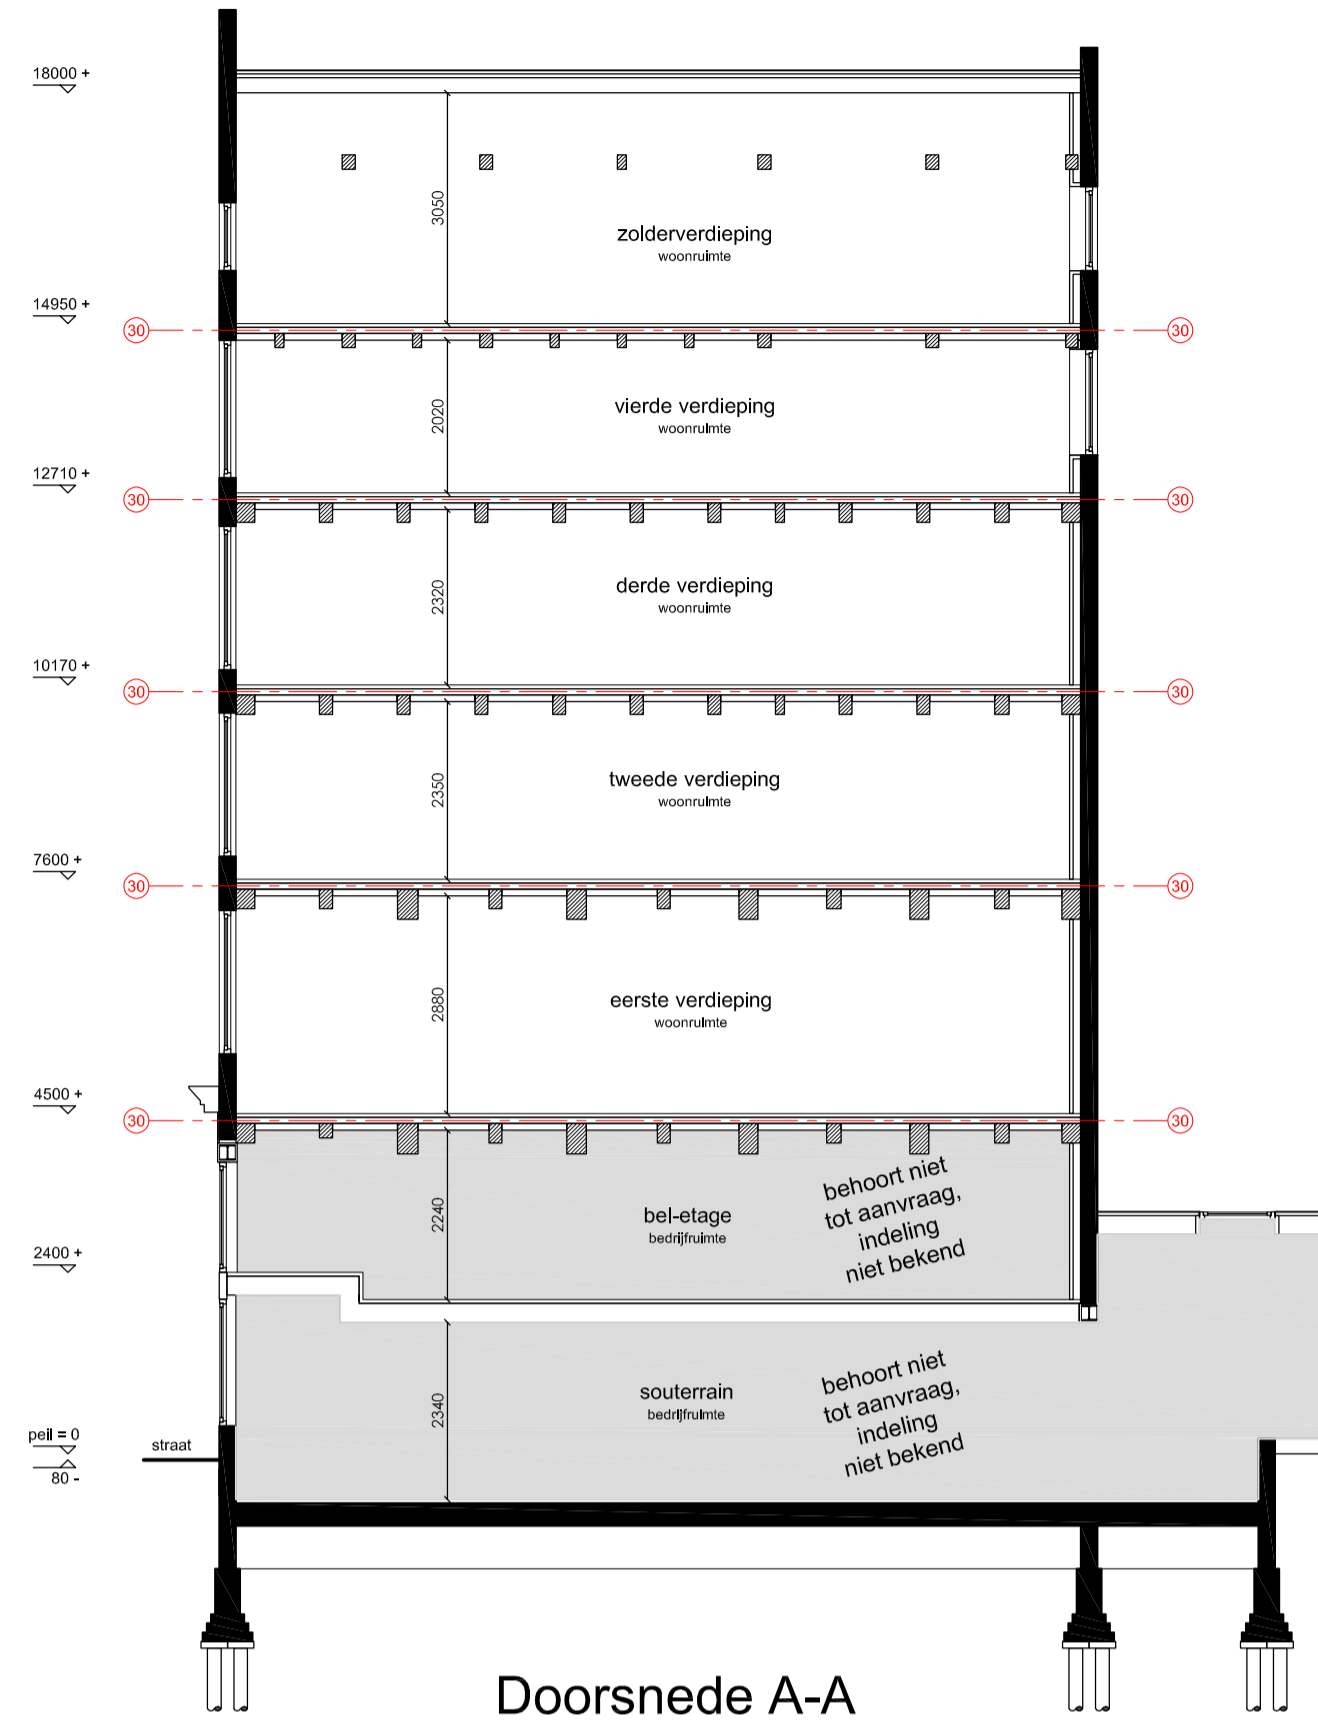 18000 +
3050
zolderverdieping
woonruimte
14950 +
30
30
2020
vierde verdieping
woonruimte
12710 +
30
30
2320
derde verdieping
woonruimte
10170 +
30
30
2350
tweede verdieping
woonruimte
7600 +
30
30
2880
eerste verdieping
woonruimte
4500 +
30
30
2240
bel-etage
bedrijfruimte
behoort niet
tot aanvraag,
indeling
niet bekend
2400 +
2340
souterrain
bedrijfruimte
behoort niet
tot aanvraag,
indeling
niet bekend
peil = 0
straat
80 -
Doorsnede A-A